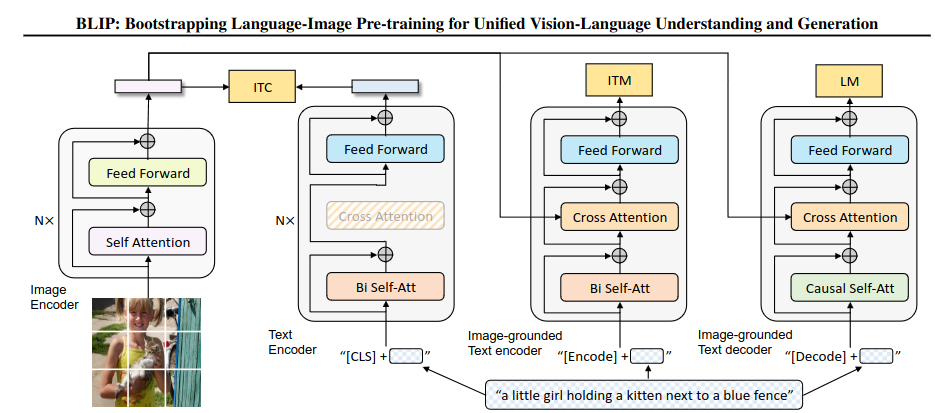 BLIP: Bootstrapping Language-Image Pre-training for Unified Vision-Language Understanding and Generation
ITC
ITM
LM
N×
Feed Forward
Self Attention
Image
Encoder
N×
Feed Forward
Cross Attention
Bi Self-Att
Text
Encoder
“[CLS] + ”
Feed Forward
Cross Attention
Bi Self-Att
Image-grounded
Text encoder
“[Encode] + ”
Feed Forward
Cross Attention
Causal Self-Att
Image-grounded
Text decoder
“[Decode] + ”
“a little girl holding a kitten next to a blue fence”